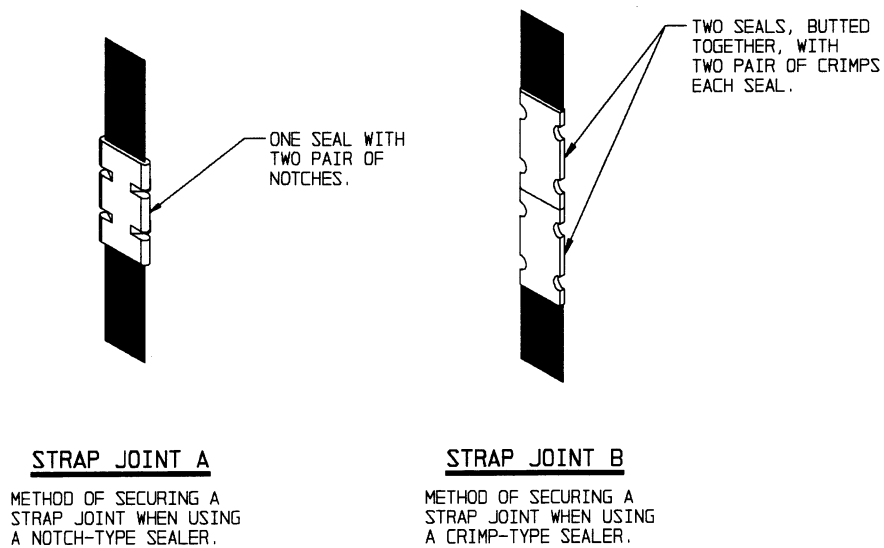 ONE SEAL WITH
TWO PAIR OF
NOTCHES.
TWO SEALS, BUTTED
TOGETHER, WITH
TWO PAIR OF CRIMPS
EACH SEAL.
STRAP JOINT A
METHOD OF SECURING A
STRAP JOINT WHEN USING
A NOTCH-TYPE SEALER.
STRAP JOINT B
METHOD OF SECURING A
STRAP JOINT WHEN USING
A CRIMP-TYPE SEALER.